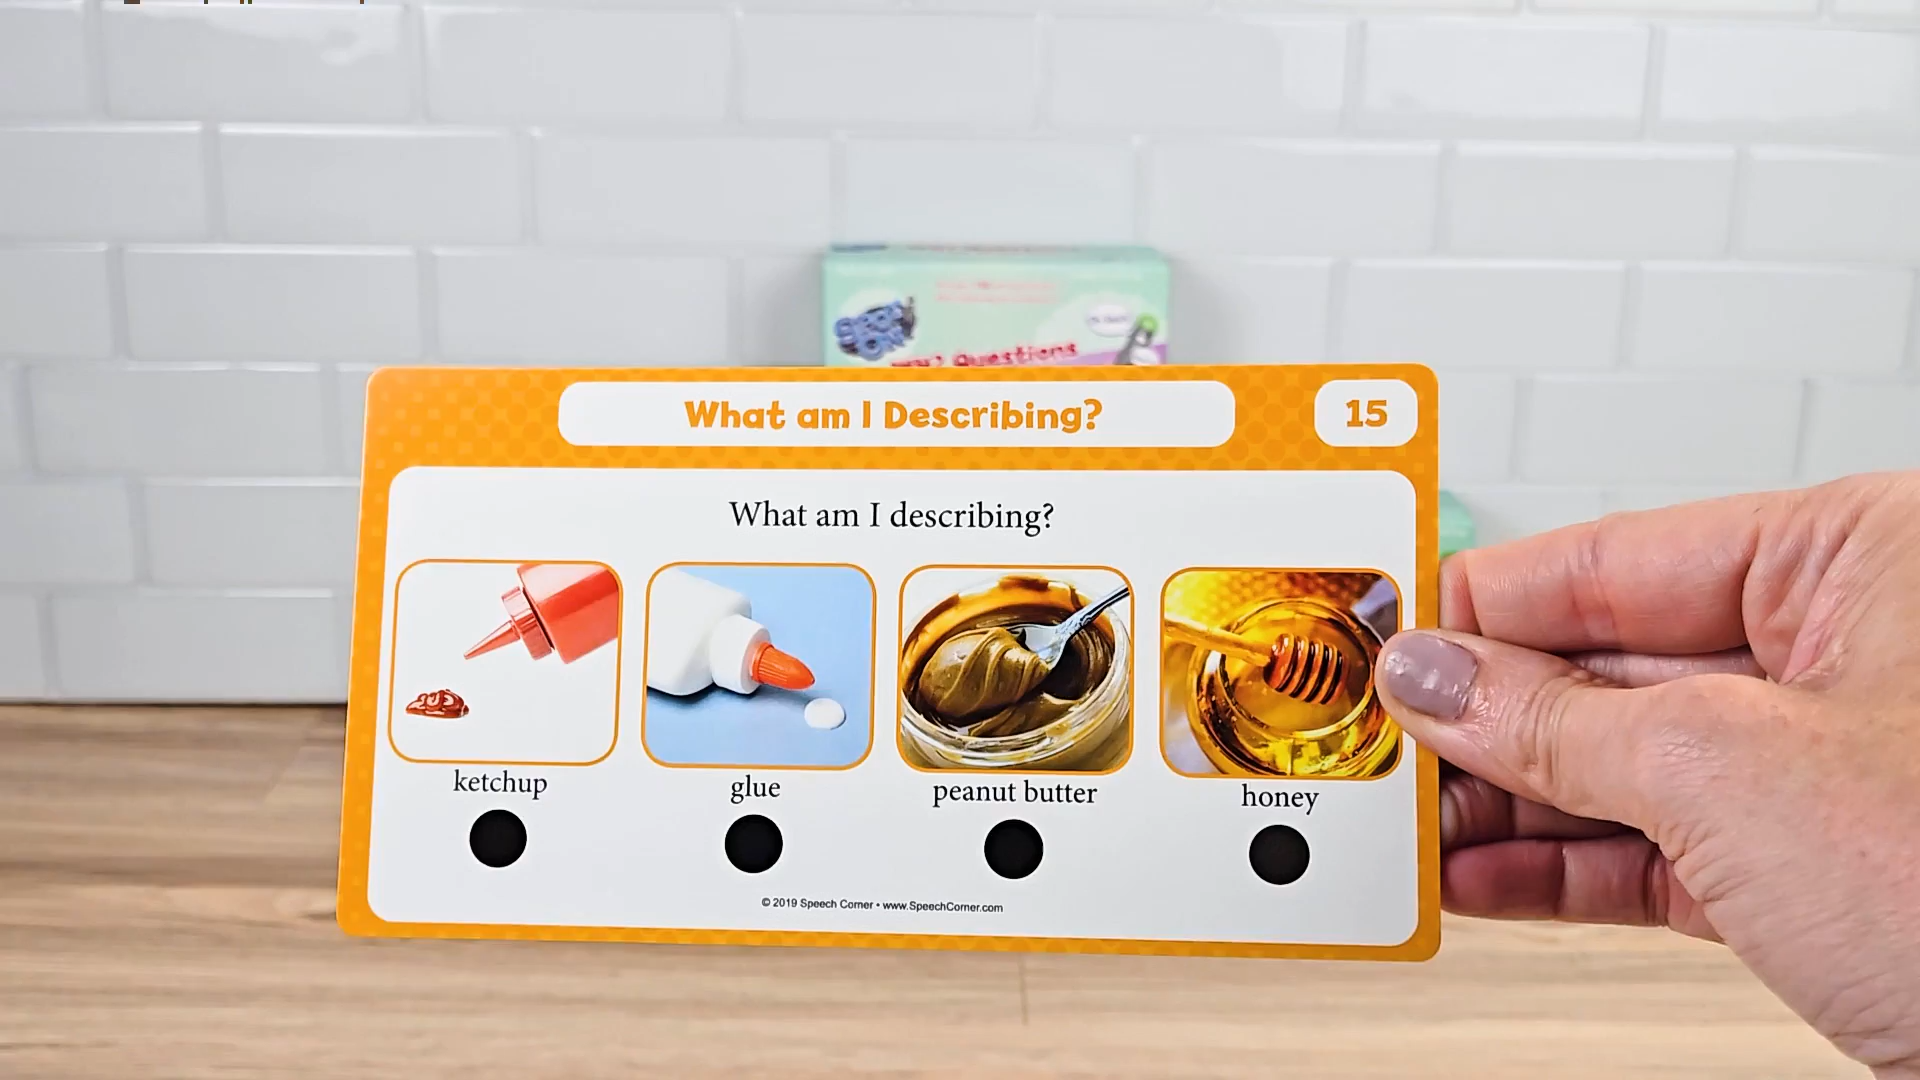 Questions
What am I Describing?
15
What am I describing?
ketchup
glue
peanut butter
honey
© 2019 Speech Corner • www.SpeechCorner.com